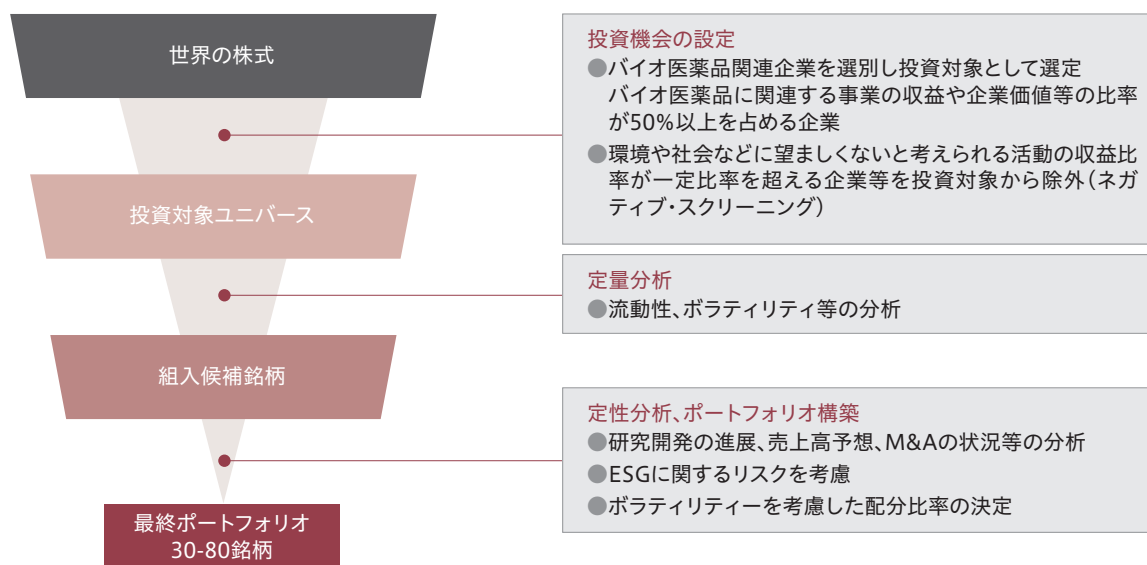 世界の株式
投資対象ユニバース
組入候補銘柄
最終ポートフォリオ
30-80銘柄
投資機会の設定
●バイオ医薬品関連企業を選別し投資対象として選定
バイオ医薬品に関連する事業の収益や企業価値等の比率
が50%以上を占める企業
●環境や社会などに望ましくないと考えられる活動の収益比
率が一定比率を超える企業等を投資対象から除外(ネガ
ティブ・スクリーニング)
定量分析
●流動性、ボラティリティ等の分析
定性分析、ポートフォリオ構築
●研究開発の進展、売上高予想、M&Aの状況等の分析
●ESGに関するリスクを考慮
●ボラティリティーを考慮した配分比率の決定